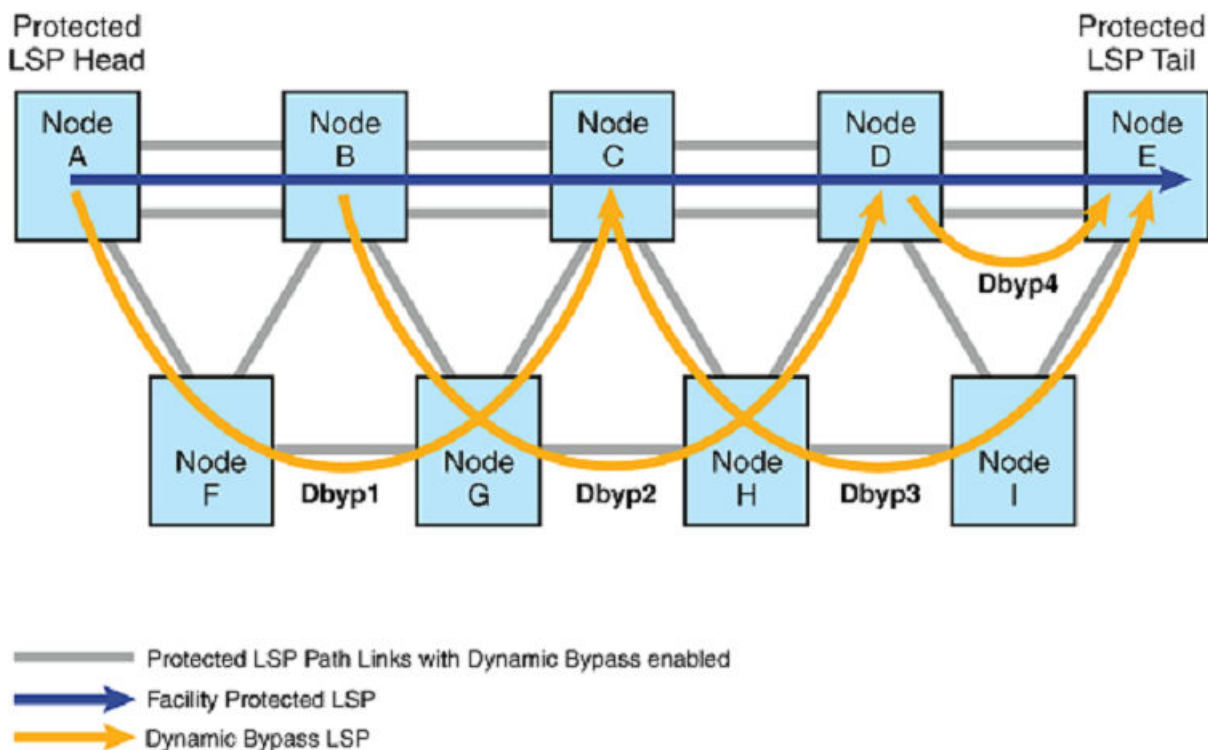 Protected
LSP Head
Protected
LSP Tail
Node
A
Node
B
Node
C
Node
D
Node
E
Dbyp4
Node
F
Dbyp1
Node
G
Dbyp2
Node
H
Dbyp3
Node
I
Protected LSP Path Links with Dynamic Bypass enabled
Facility Protected LSP
Dynamic Bypass LSP